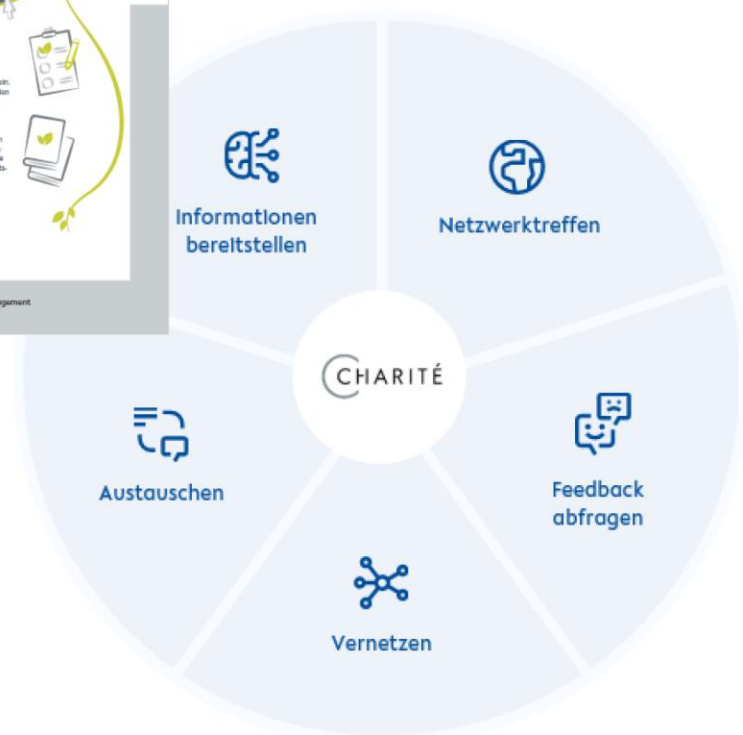 Informationen
bereitstellen
Netzwerktreffen
CHARITÉ
Austauschen
Feedback
abfragen
Vernetzen